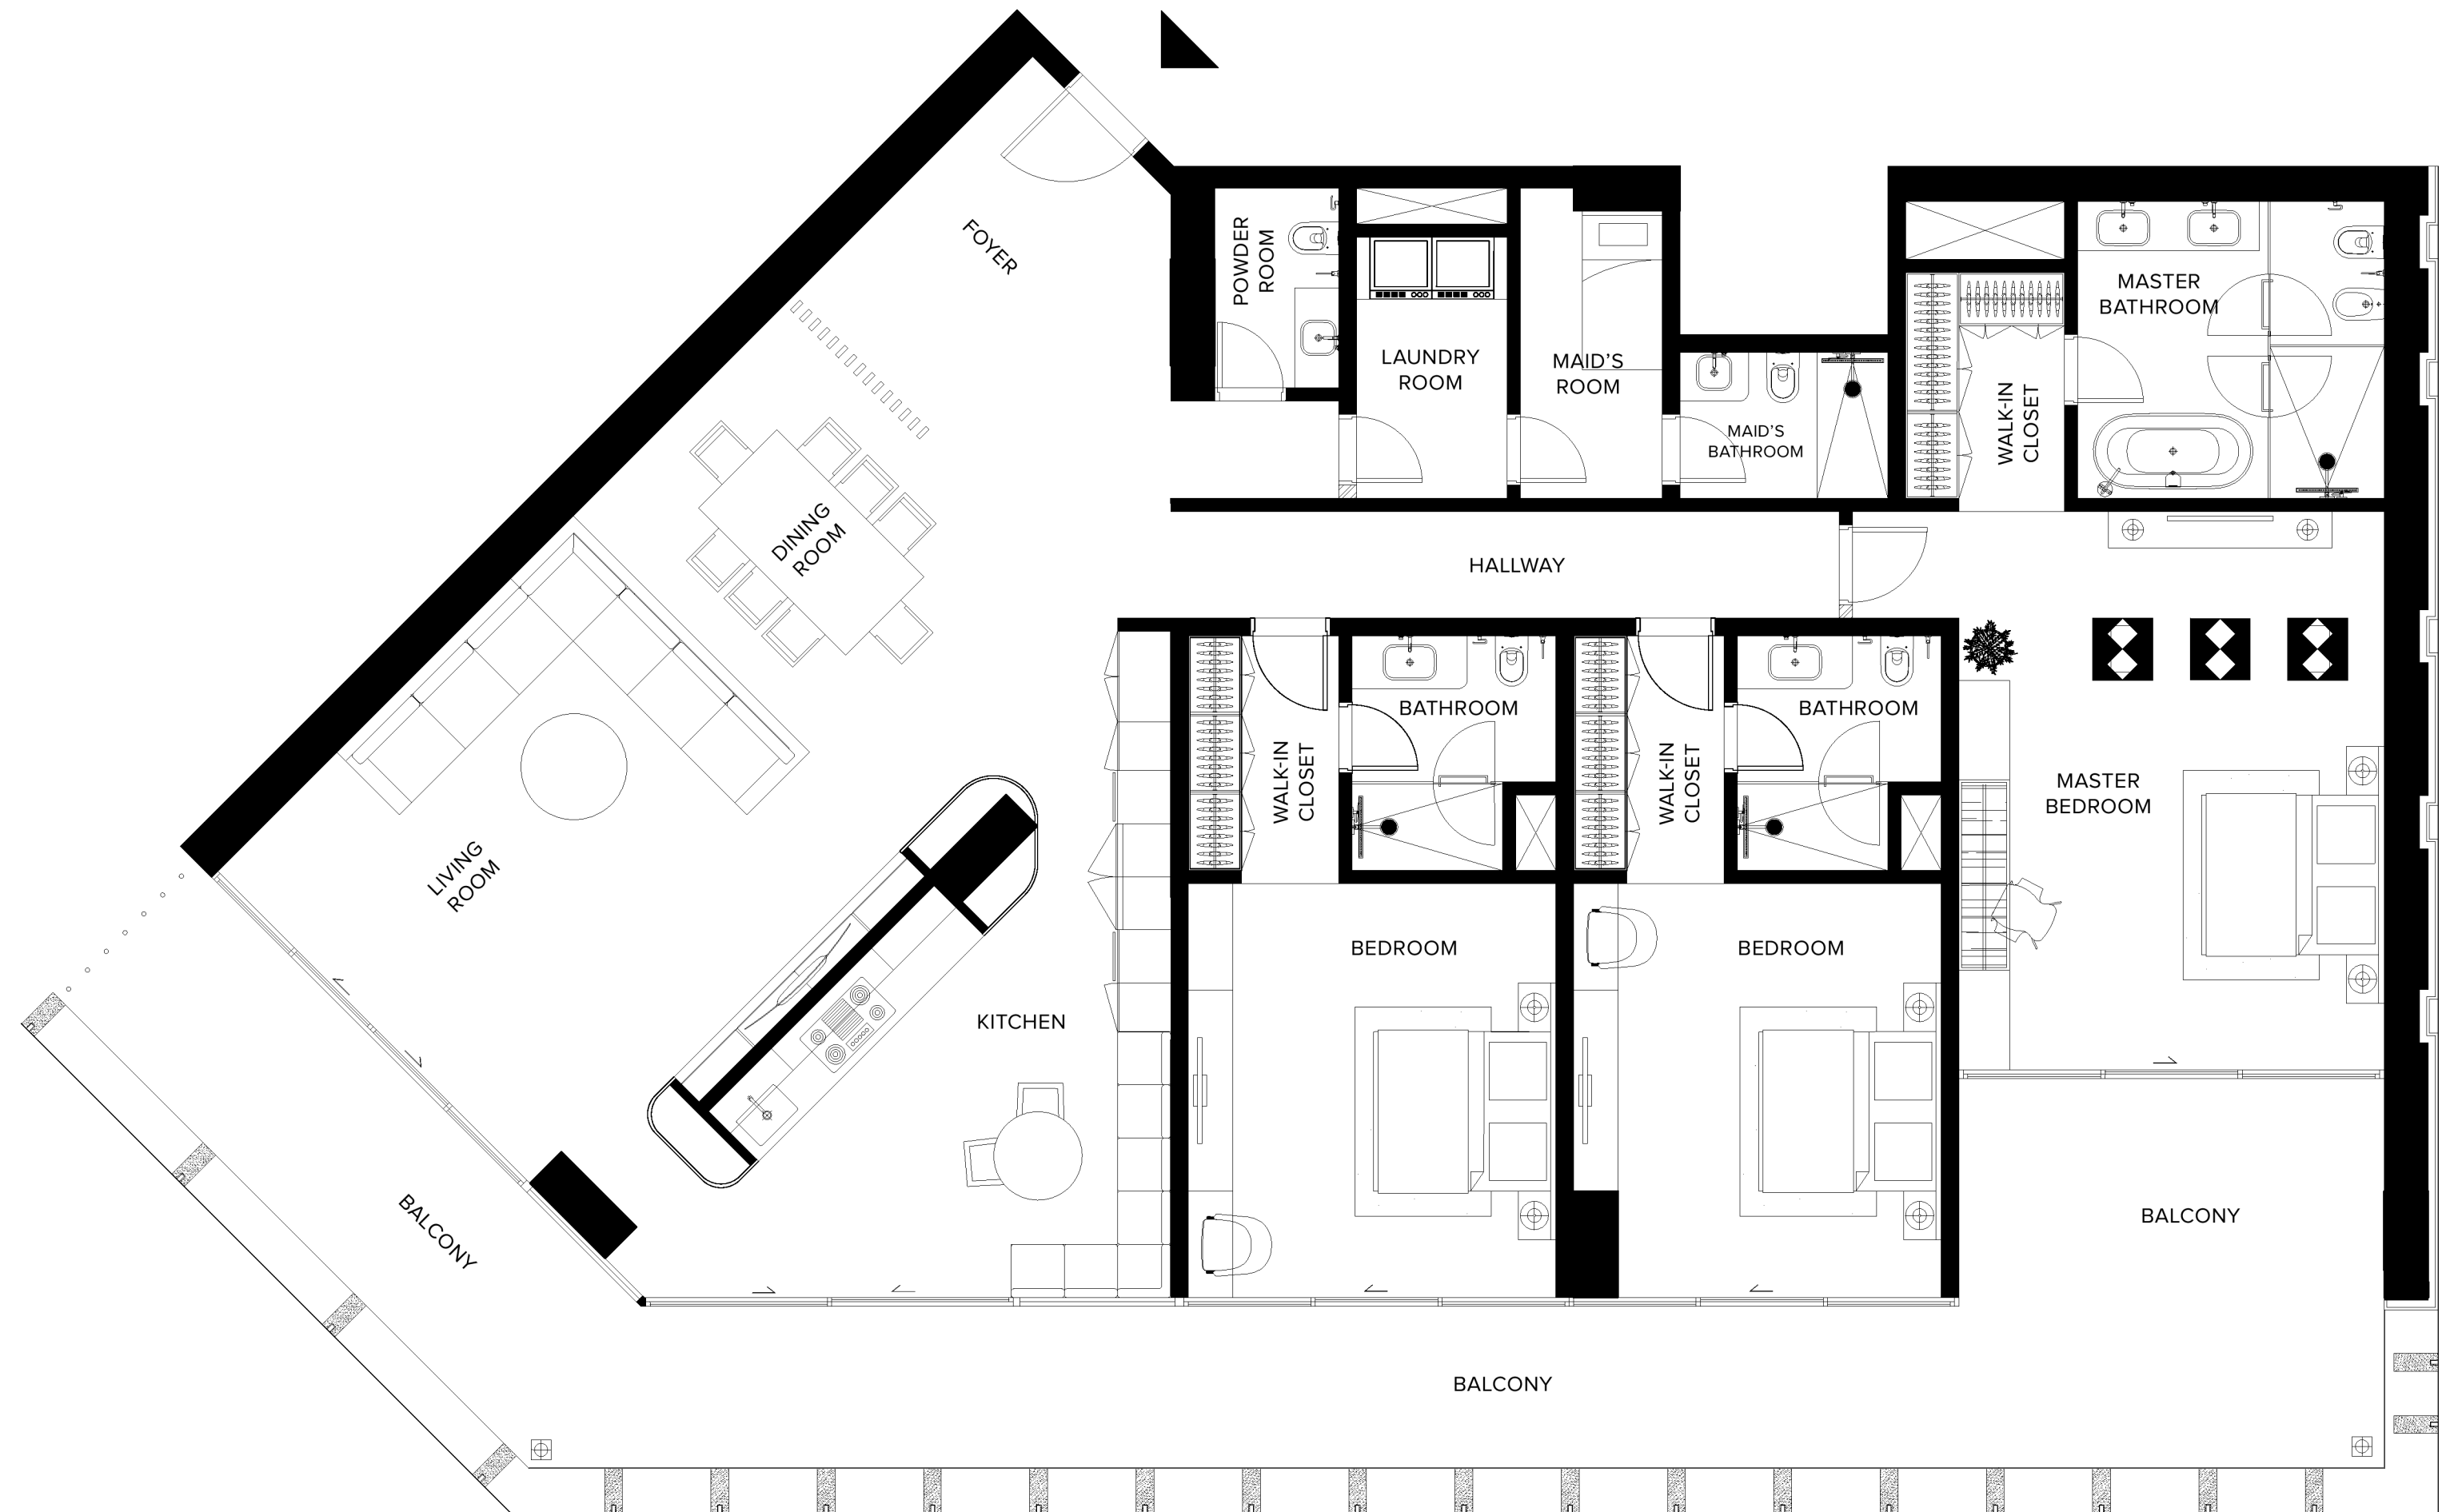 FOYER
POWDER
ROOM
LAUNDRY
ROOM
MAID'S
ROOM
MAID'S
BATHROOM
WALK-IN
CLOSET
MASTER
BATHROOM
DINING
ROOM
HALLWAY
LIVING
ROOM
KITCHEN
WALK-IN
CLOSET
BATHROOM
WALK-IN
CLOSET
BATHROOM
MASTER
BEDROOM
BEDROOM
BEDROOM
BALCONY
BALCONY
BALCONY